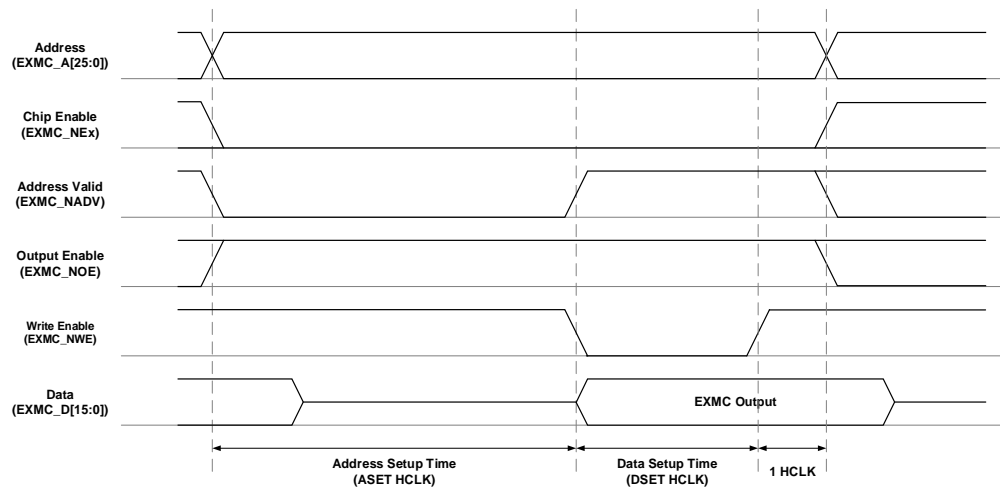 Address
(EXMC_A[25:0])
Chip Enable
(EXMC_NEx)
Address Valid
(EXMC_NADV)
Output Enable
(EXMC_NOE)
Write Enable
(EXMC_NWE)
Data
(EXMC_D[15:0])
EXMC Output
Address Setup Time
(ASET HCLK)
Data Setup Time
(DSET HCLK)
1 HCLK